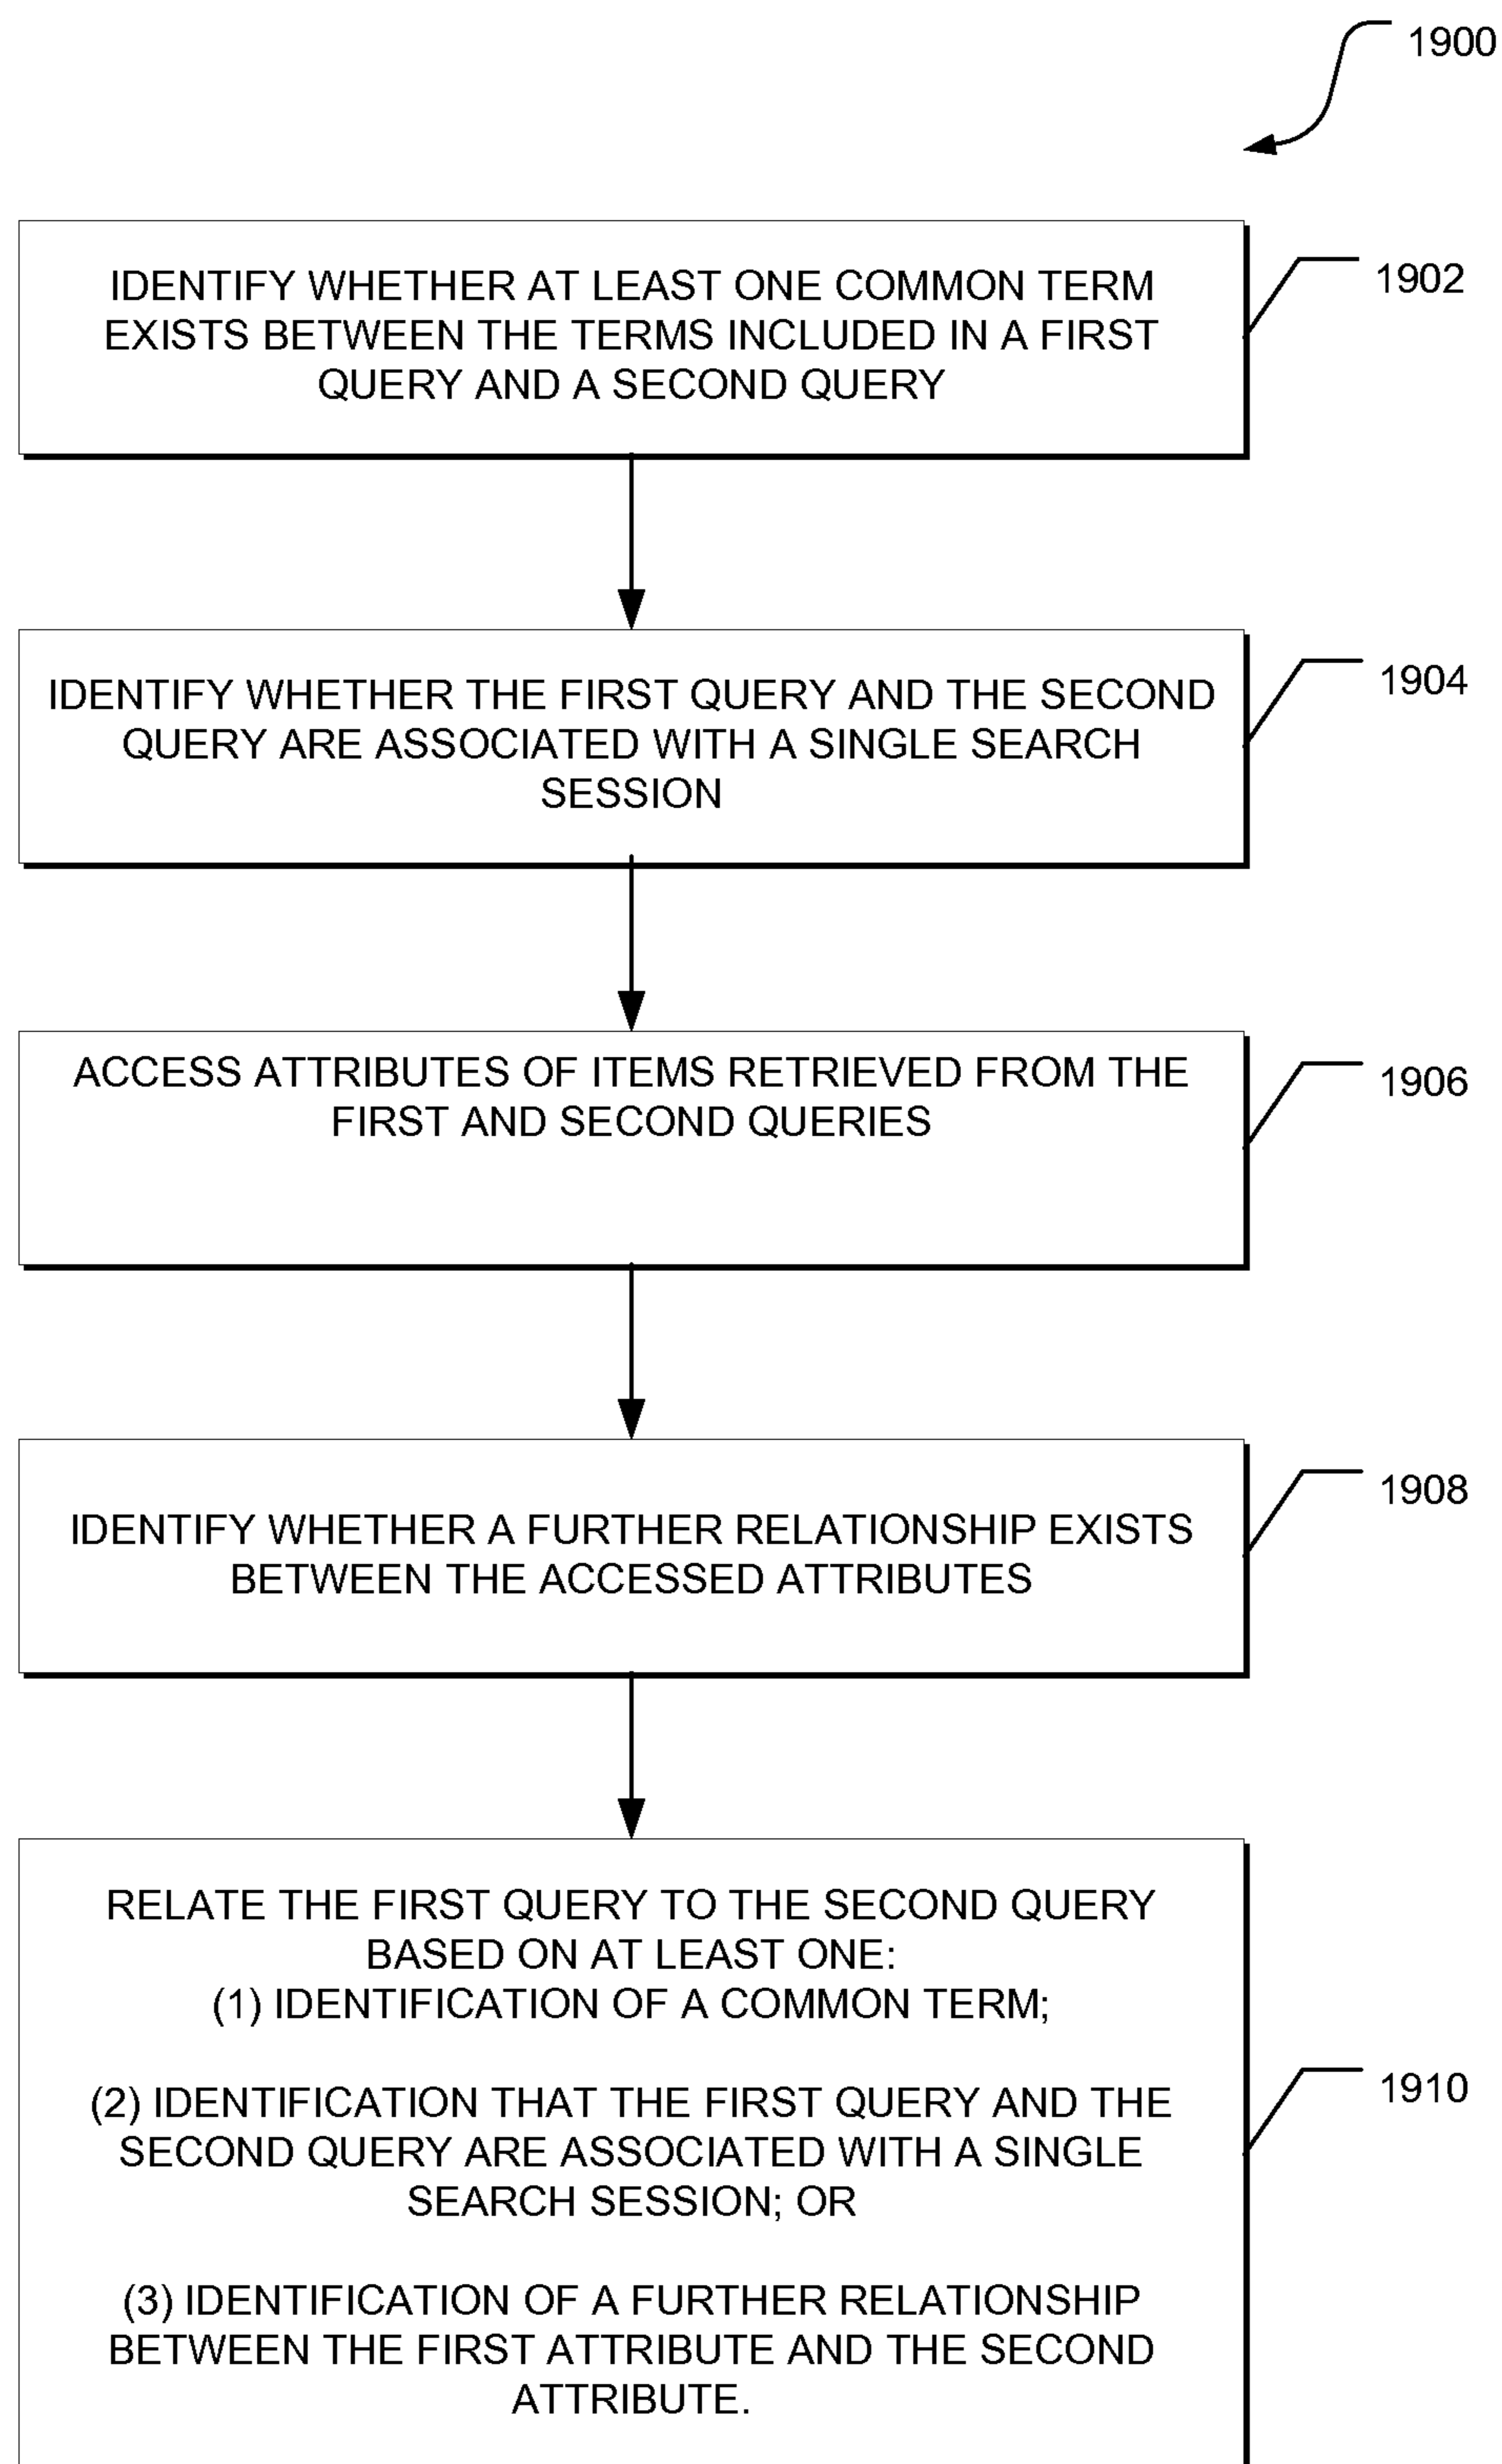 1900
IDENTIFY WHETHER AT LEAST ONE COMMON TERM
EXISTS BETWEEN THE TERMS INCLUDED IN A FIRST
QUERY AND A SECOND QUERY
1902
IDENTIFY WHETHER THE FIRST QUERY AND THE SECOND
QUERY ARE ASSOCIATED WITH A SINGLE SEARCH
SESSION
1904
ACCESS ATTRIBUTES OF ITEMS RETRIEVED FROM THE
FIRST AND SECOND QUERIES
1906
IDENTIFY WHETHER A FURTHER RELATIONSHIP EXISTS
BETWEEN THE ACCESSED ATTRIBUTES
1908
RELATE THE FIRST QUERY TO THE SECOND QUERY
BASED ON AT LEAST ONE:
(1) IDENTIFICATION OF A COMMON TERM;
(2) IDENTIFICATION THAT THE FIRST QUERY AND THE
SECOND QUERY ARE ASSOCIATED WITH A SINGLE
SEARCH SESSION; OR
(3) IDENTIFICATION OF A FURTHER RELATIONSHIP
BETWEEN THE FIRST ATTRIBUTE AND THE SECOND
ATTRIBUTE.
1910